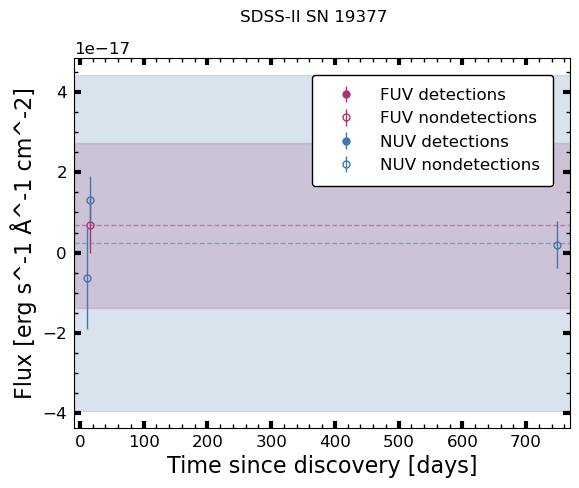 SDSS-II SN 19377
1e−17
FUV detections
FUV nondetections
NUV detections
NUV nondetections
4
2
0
−2
−4
Flux [erg s^-1 Å^-1 cm^-2]
0 100 200 300 400 500 600 700
Time since discovery [days]